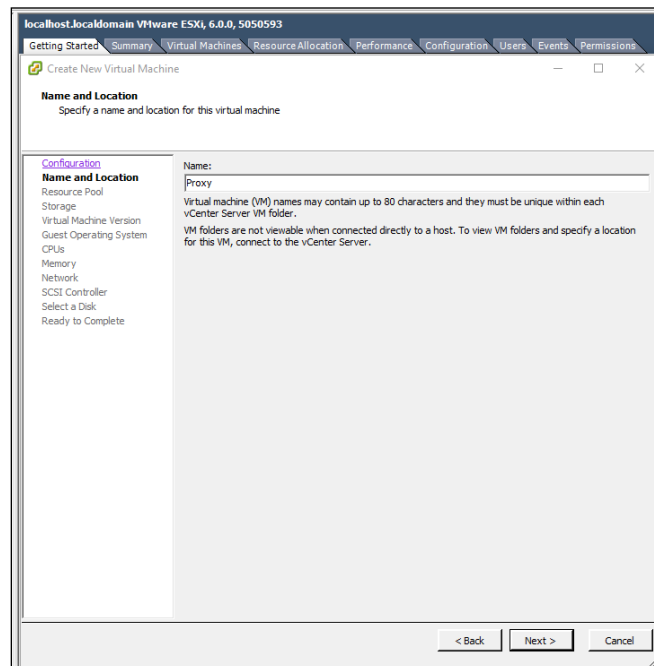 localhost.localdomain VMware ESXi, 6.0.0, 5050593
Getting Started Summary Virtual Machines Resource Allocation Performance Configuration Users Events Permissions
Create New Virtual Machine
Name and Location
Specify a name and location for this virtual machine
Configuration
Name and Location
Resource Pool
Storage
Virtual Machine Version
Guest Operating System
CPUs
Memory
Network
SCSI Controller
Select a Disk
Ready to Complete
Name:
Proxy
Virtual machine (VM) names may contain up to 80 characters and they must be unique within each
vCenter Server VM folder.
VM folders are not viewable when connected directly to a host. To view VM folders and specify a location
for this VM, connect to the vCenter Server.
< Back Next > Cancel